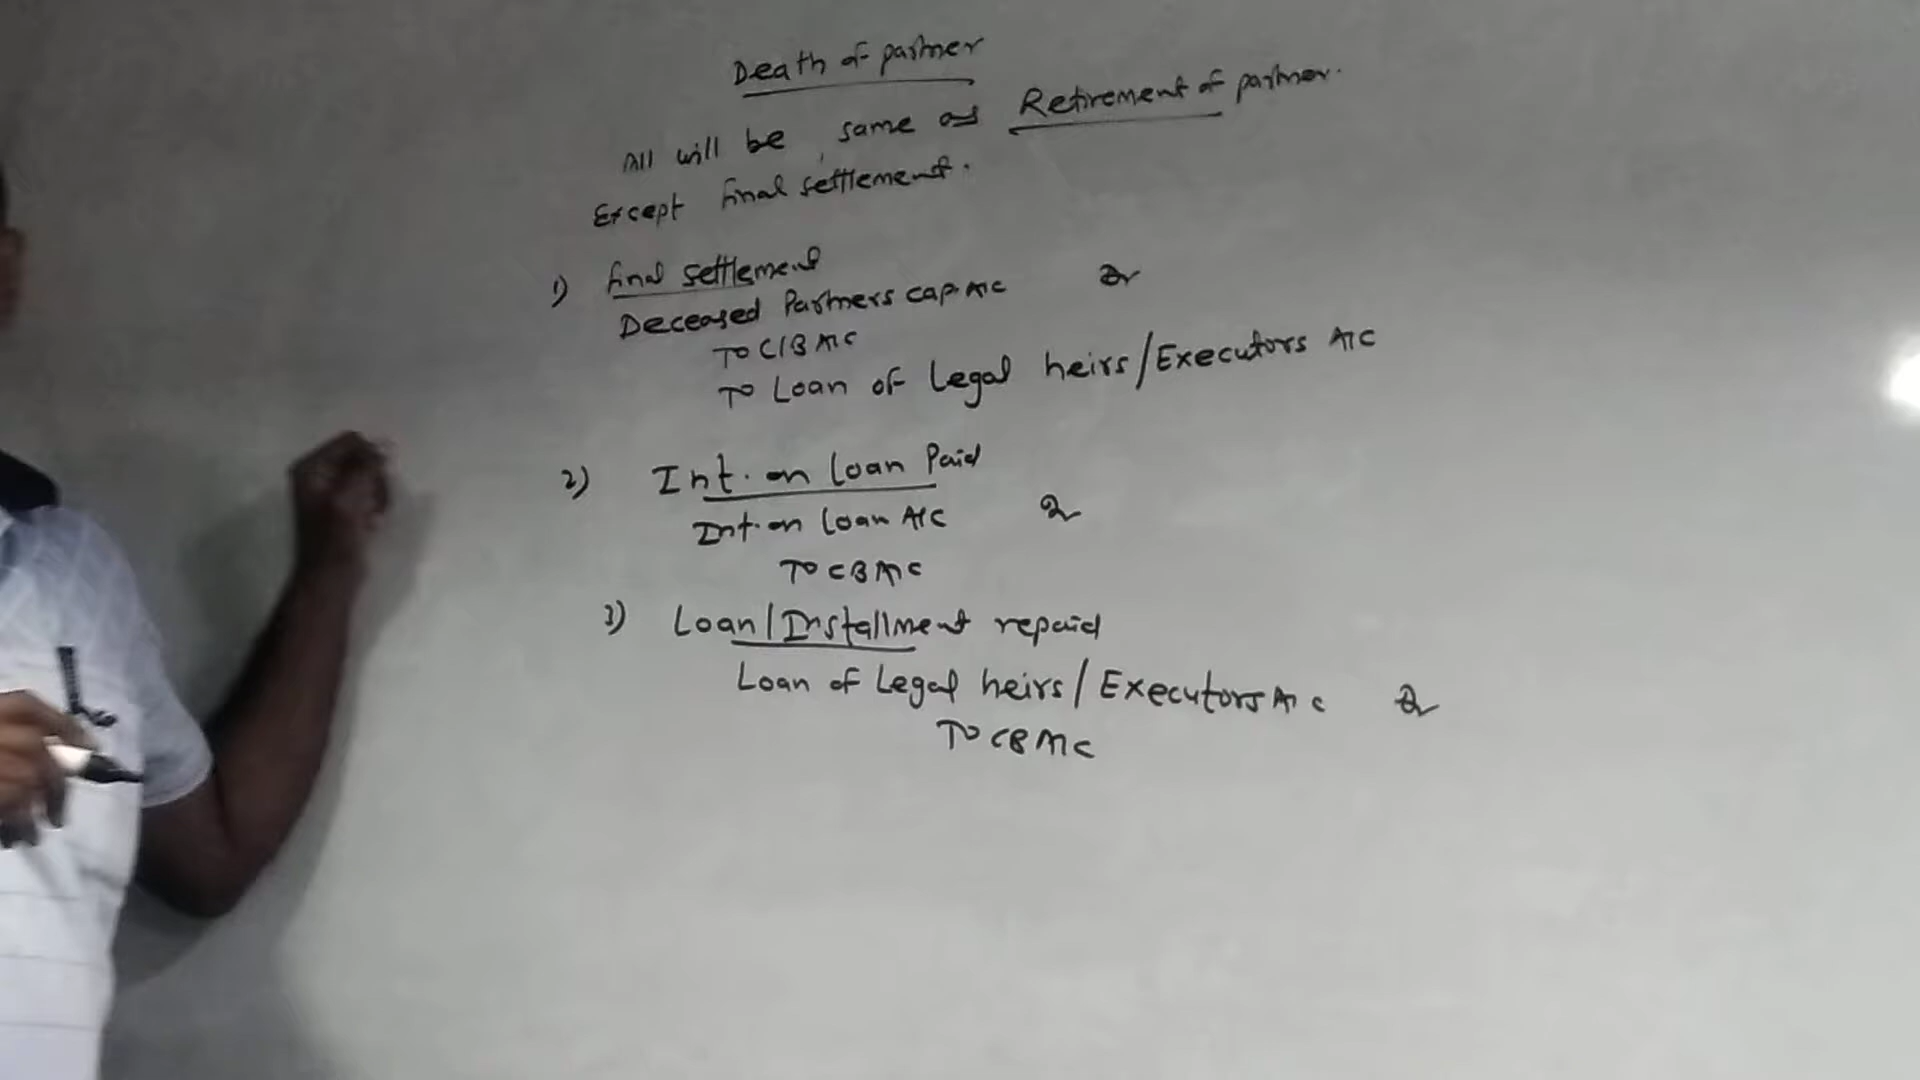 Death of partner
All will be same as Retirement of partner.
Except final settlement.
1) final settlement
Deceased Partners cap A/C Dr
To C/B A/C
To Loan of Legal heirs/Executors A/C
2) Int. on Loan Paid
Int. on Loan A/C Dr
To CB A/C
3) Loan/Installment repaid
Loan of Legal heirs/Executors A/C Dr
To CB A/C